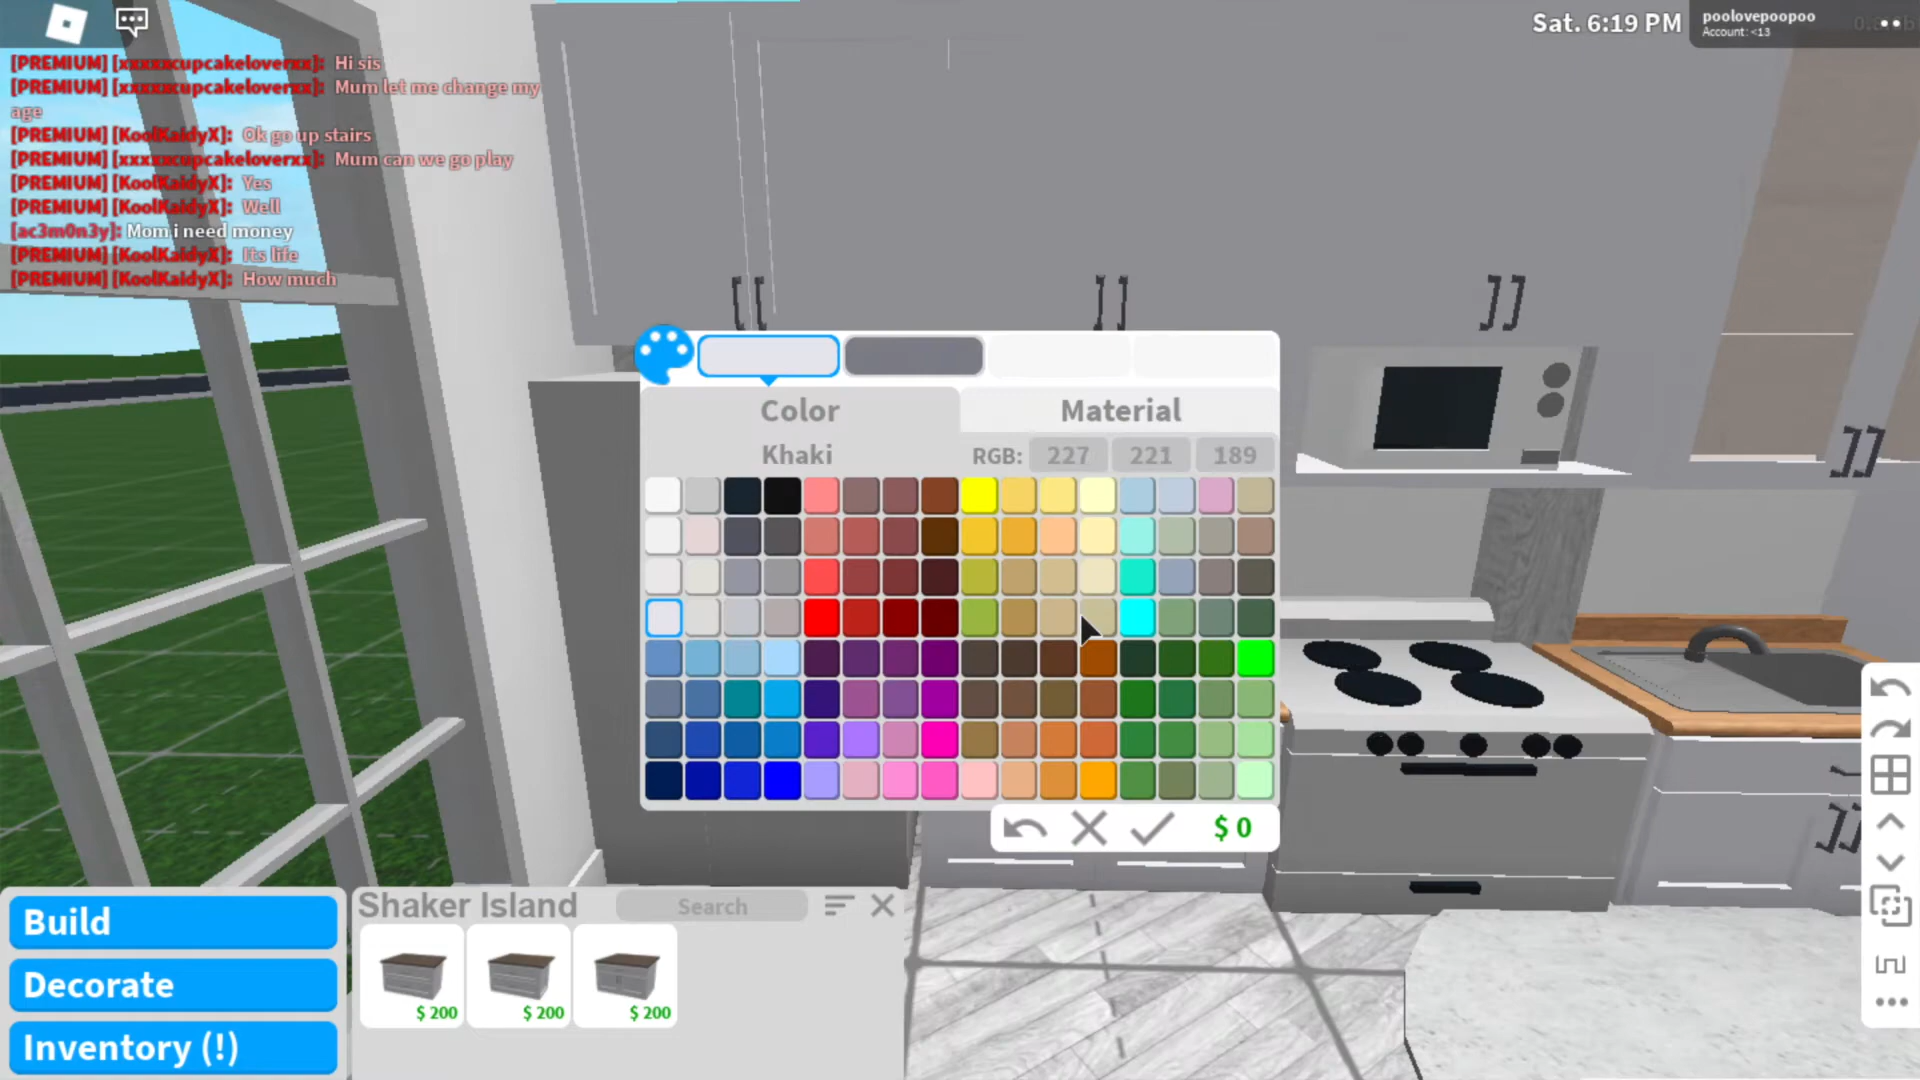 Sat. 6:19 PM
poolovepoopoo
Account: <13
[PREMIUM] [xxxxxcupcakeloverxx]: Hi sis
[PREMIUM] [xxxxxcupcakeloverxx]: Mum let me change my
age
[PREMIUM] [KoolKaidyX]: Ok go up stairs
[PREMIUM] [xxxxxcupcakeloverxx]: Mum can we go play
[PREMIUM] [KoolKaidyX]: Yes
[PREMIUM] [KoolKaidyX]: Well
[ac3m0n3y]: Mom i need money
[PREMIUM] [KoolKaidyX]: Its life
[PREMIUM] [KoolKaidyX]: How much
Color
Material
Khaki
RGB: 227 221 189
$ 0
Build
Decorate
Inventory (!)
Shaker Island
Search
$ 200
$ 200
$ 200